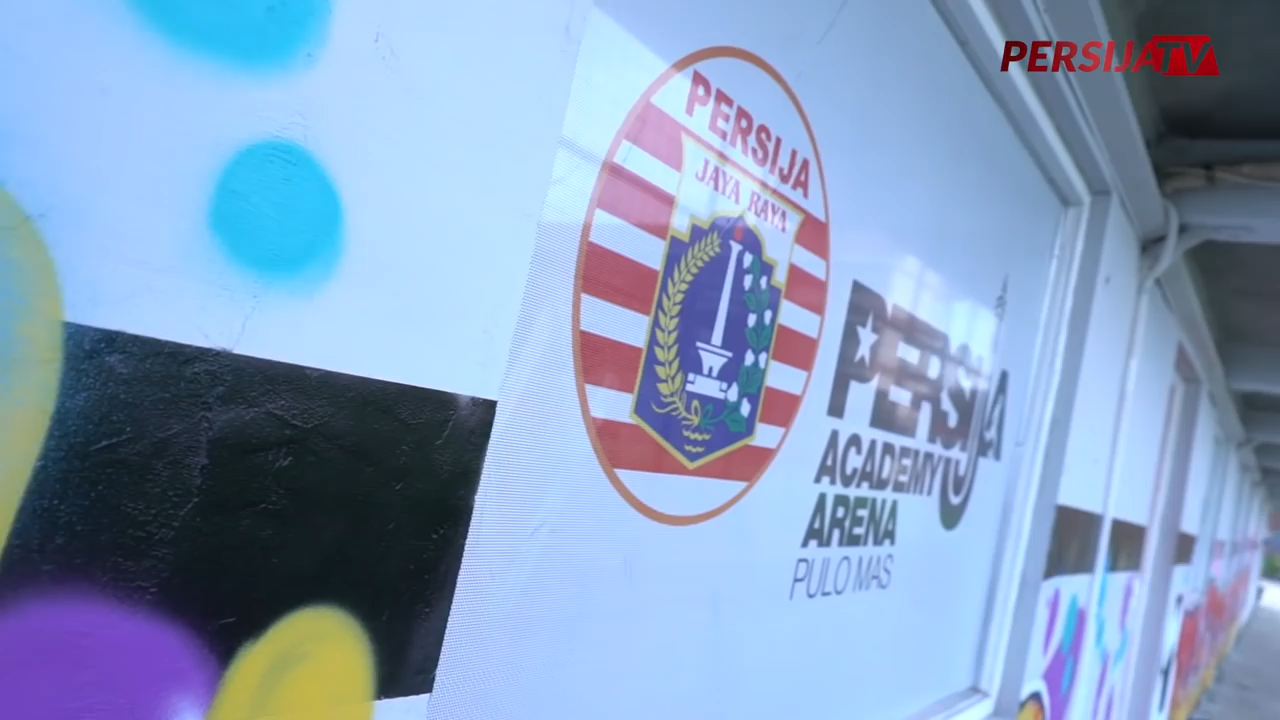 PERSIJATV
PERSIJA
JAYA RAYA
PERSIJA
ACADEMY
ARENA
PULO MAS